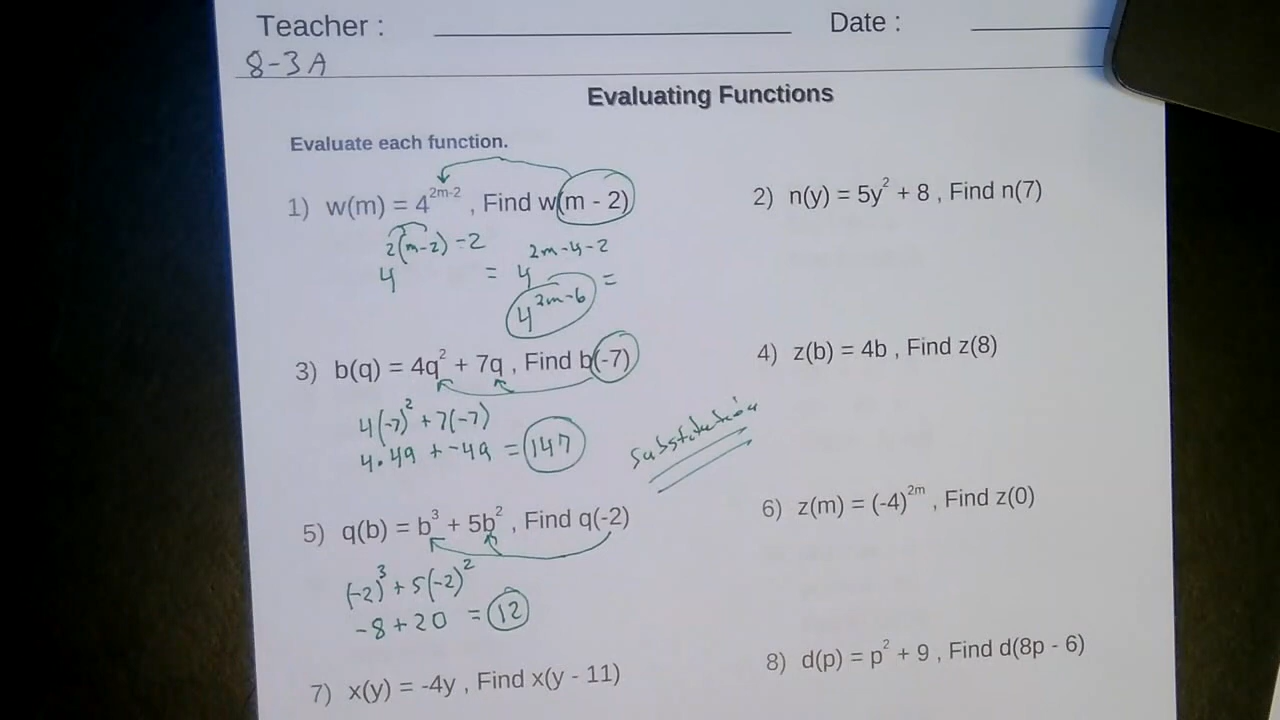 Teacher : Date :
8-3A
Evaluating Functions
Evaluate each function.
1) w(m) = 4^{2m-2} , Find w(m - 2)
2(m-2) -2
4
= 4^{2m-4-2} =
4^{2m-6}
2) n(y) = 5y² + 8 , Find n(7)
3) b(q) = 4q² + 7q , Find b(-7)
4(-7)² + 7(-7)
4·49 + -49 = 147
Substitution
4) z(b) = 4b , Find z(8)
5) q(b) = b³ + 5b² , Find q(-2)
(-2)³ + 5(-2)²
-8+20 = 12
6) z(m) = (-4)^{2m} , Find z(0)
7) x(y) = -4y , Find x(y - 11)
8) d(p) = p² + 9 , Find d(8p - 6)